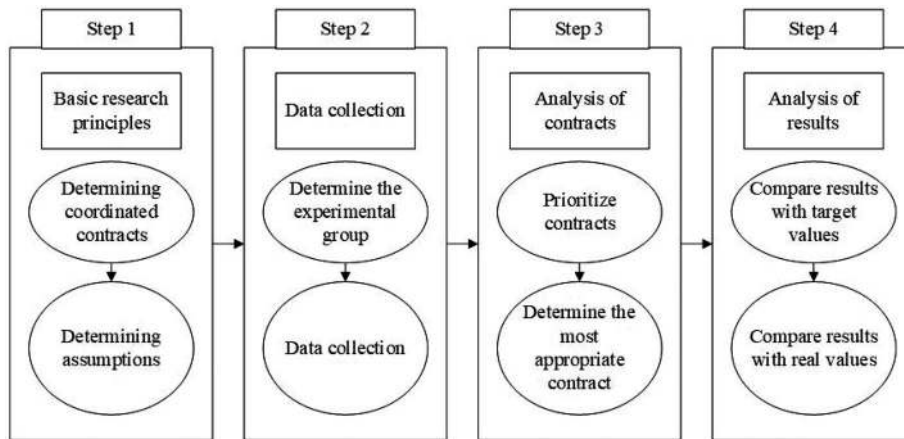 Step 1
Basic research
principles
Determining
coordinated
contracts
Determining
assumptions
Step 2
Data collection
Determine the
experimental
group
Data collection
Step 3
Analysis of
contracts
Prioritize
contracts
Determine the
most
appropriate
contract
Step 4
Analysis of
results
Compare results
with target
values
Compare results
with real values